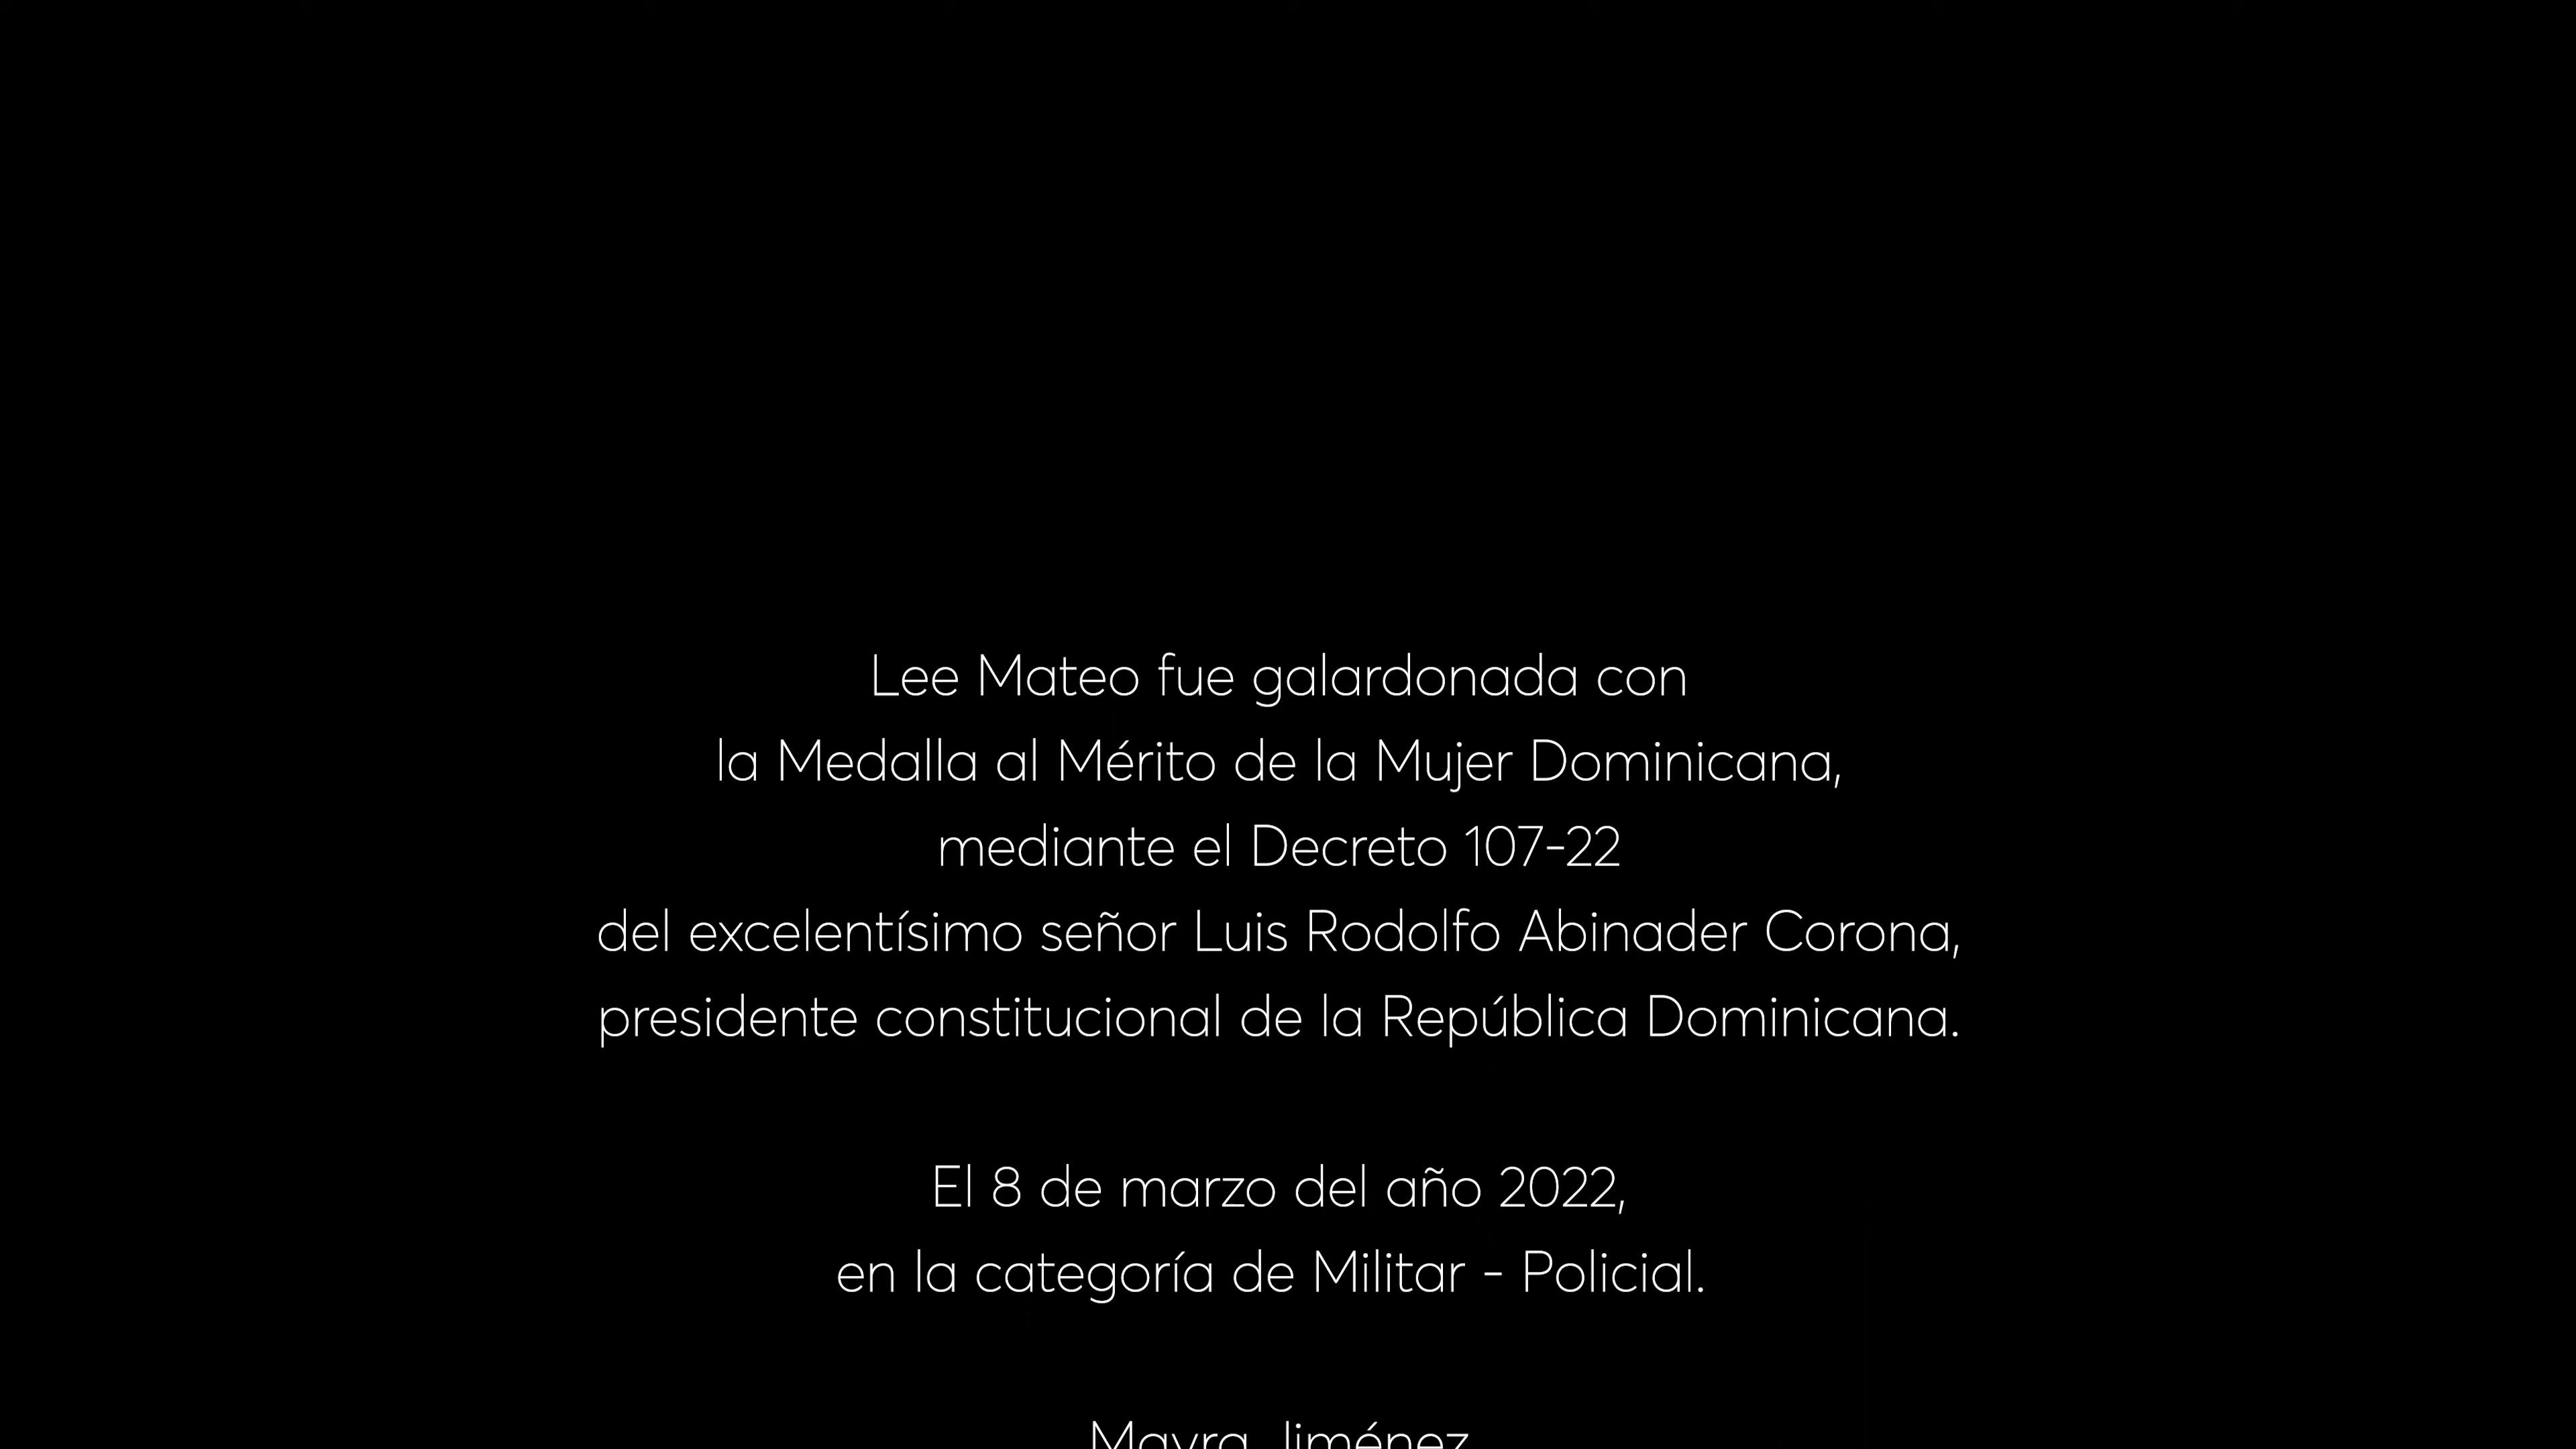 Lee Mateo fue galardonada con
la Medalla al Mérito de la Mujer Dominicana,
mediante el Decreto 107-22
del excelentísimo señor Luis Rodolfo Abinader Corona,
presidente constitucional de la República Dominicana.
El 8 de marzo del año 2022,
en la categoría de Militar - Policial.
Mayra Jiménez